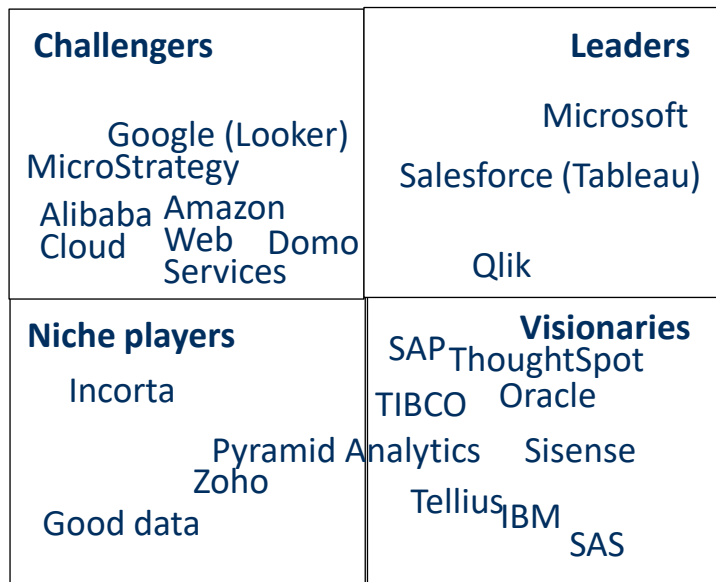 Challengers
Google (Looker)
MicroStrategy
Alibaba
Cloud
Amazon
Web
Services
Domo
Leaders
Microsoft
Salesforce (Tableau)
Qlik
Niche players
Incorta
Pyramid Analytics
Zoho
Good data
Visionaries
SAP
ThoughtSpot
TIBCO
Oracle
Sisense
Tellius
IBM
SAS